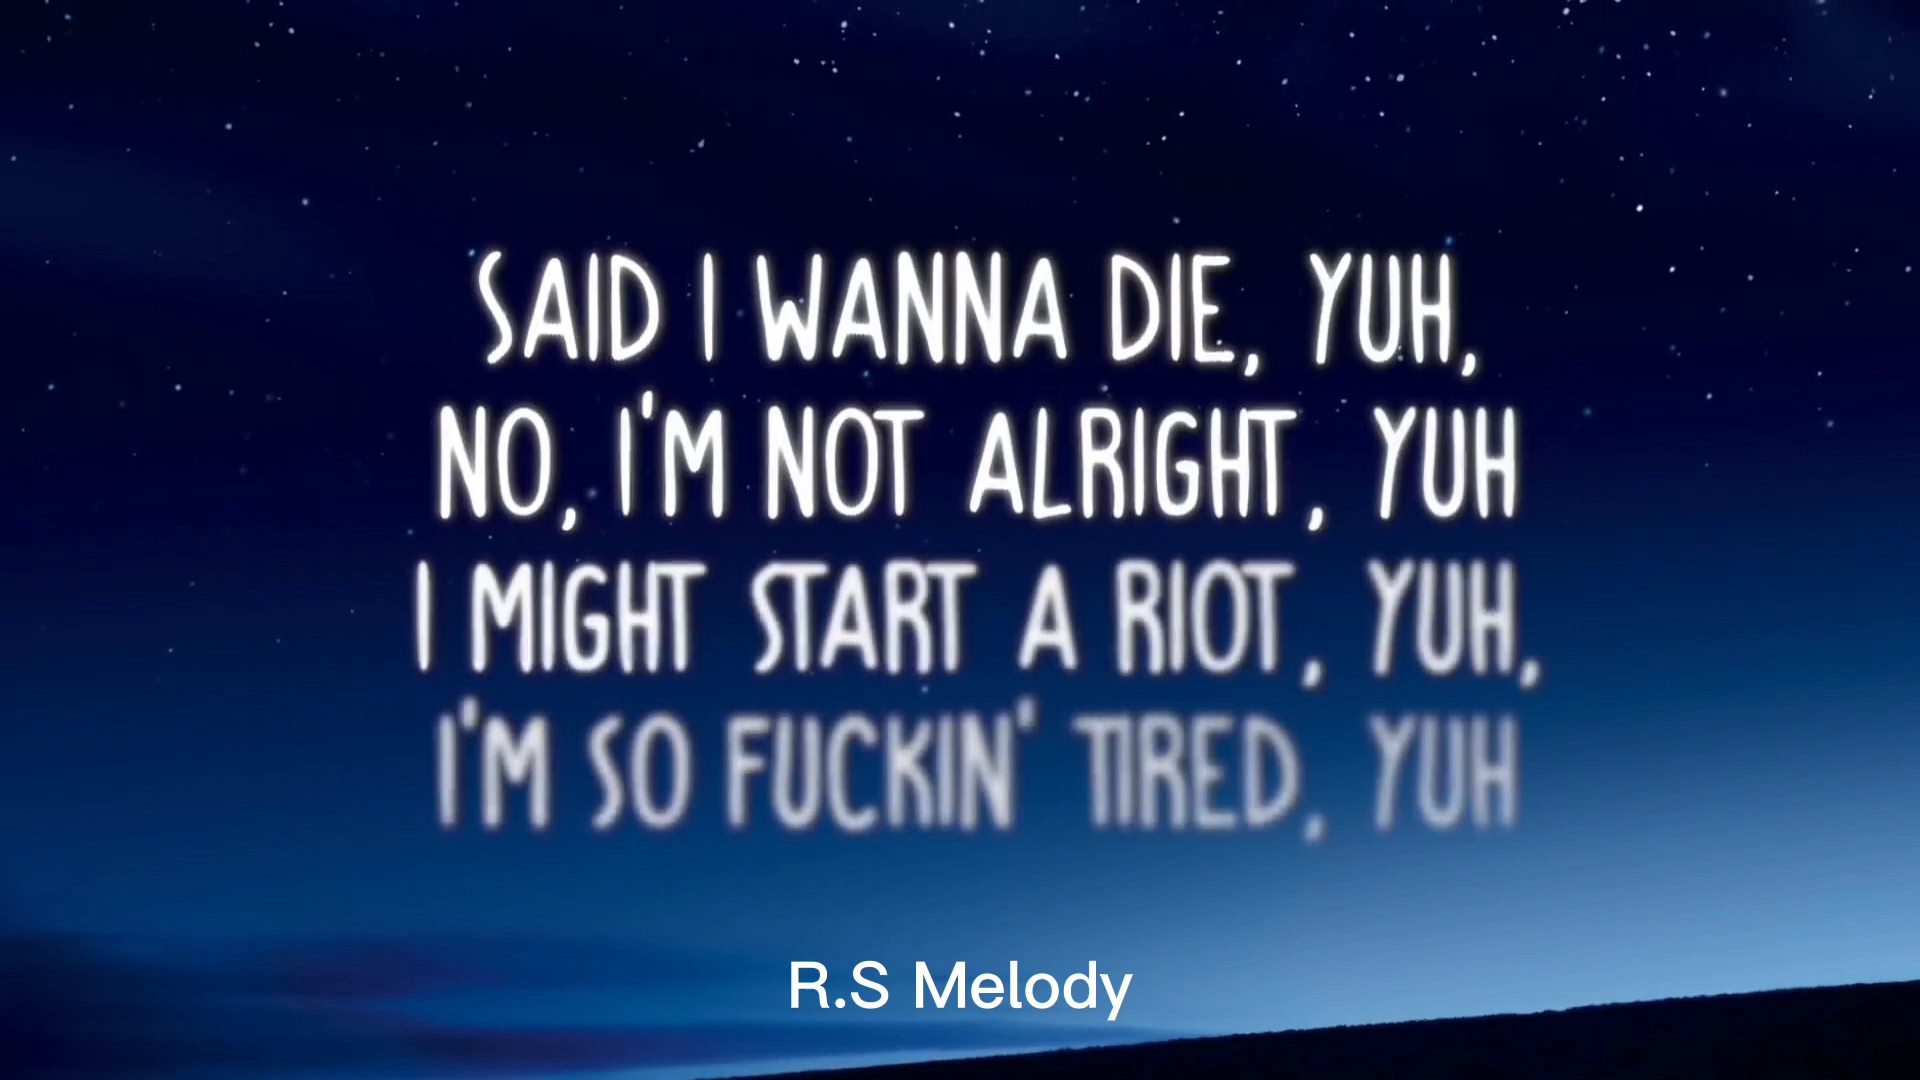 SAID I WANNA DIE, YUH,
NO, I'M NOT ALRIGHT, YUH
I MIGHT START A RIOT, YUH,
I'M SO FUCKIN' TIRED, YUH
R.S Melody